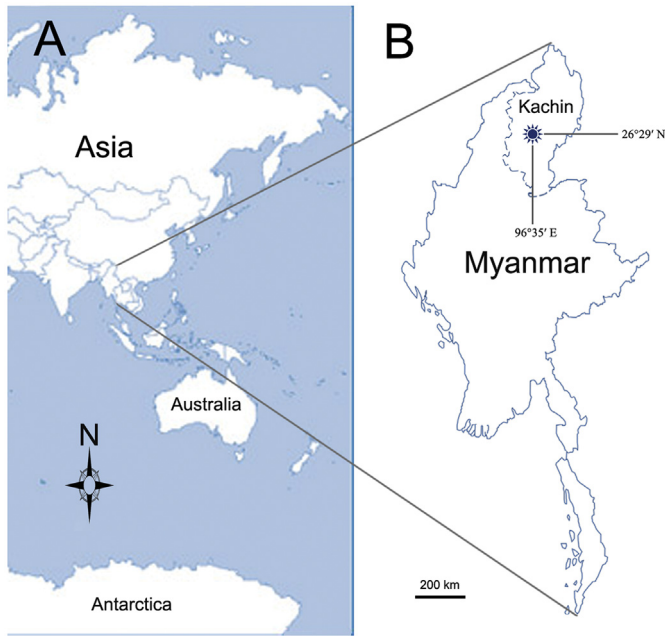 A
Asia
Australia
N
Antarctica
B
Kachin
26°29′ N
96°35′ E
Myanmar
200 km